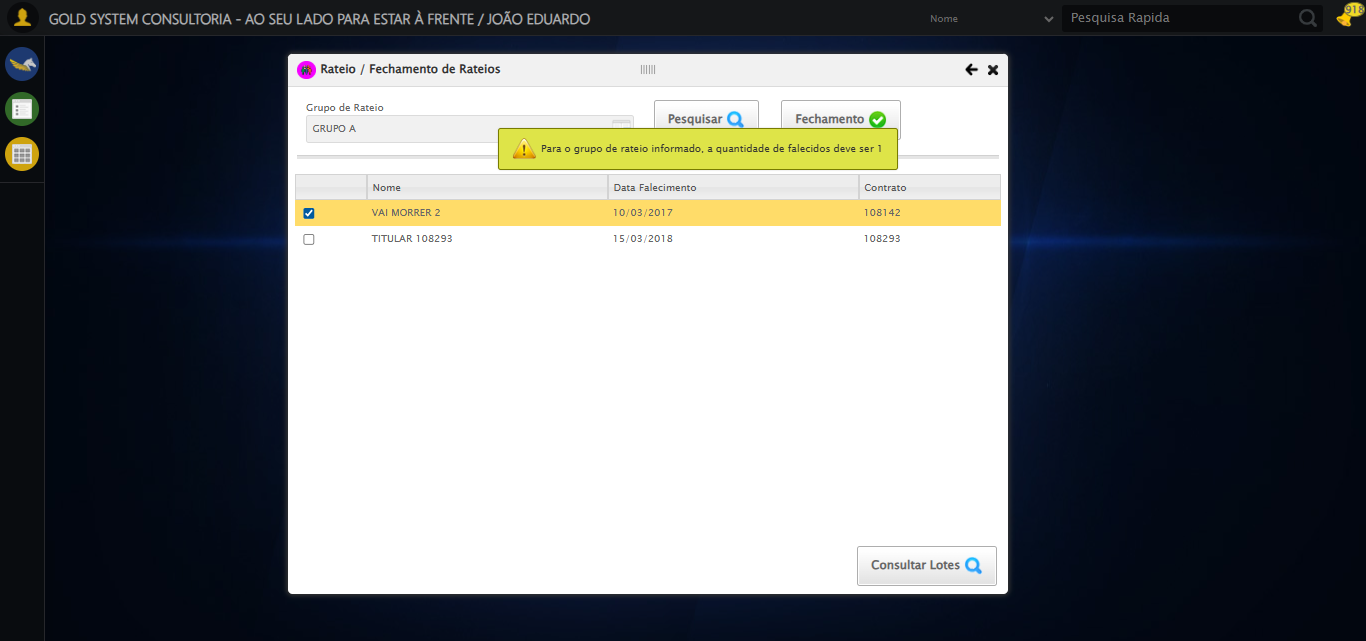 GOLD SYSTEM CONSULTORIA - AO SEU LADO PARA ESTAR À FRENTE / JOÃO EDUARDO
Nome
Pesquisa Rapida
918
Rateio / Fechamento de Rateios
Grupo de Rateio
GRUPO A
Pesquisar
Fechamento
Para o grupo de rateio informado, a quantidade de falecidos deve ser 1
Nome Data Falecimento Contrato
VAI MORRER 2 10/03/2017 108142
TITULAR 108293 15/03/2018 108293
Consultar Lotes